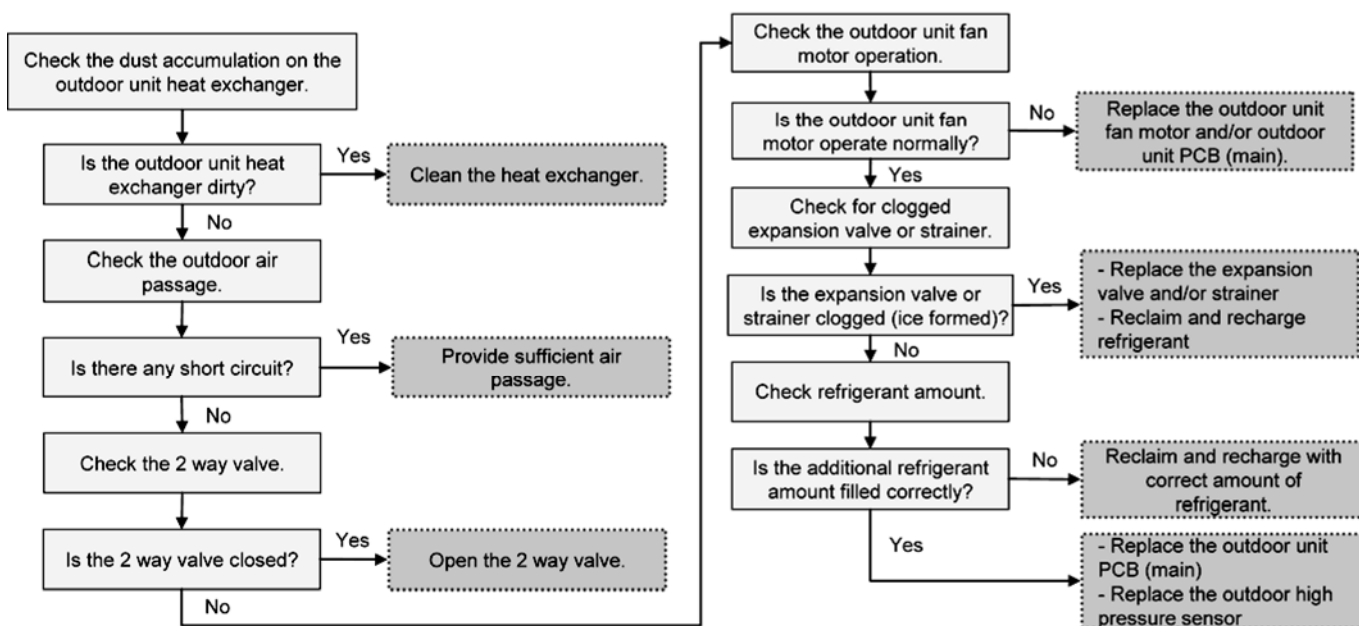 Check the dust accumulation on the
outdoor unit heat exchanger.
Is the outdoor unit heat
exchanger dirty?
Yes
Clean the heat exchanger.
No
Check the outdoor air
passage.
Is there any short circuit?
Yes
Provide sufficient air
passage.
No
Check the 2 way valve.
Is the 2 way valve closed?
Yes
Open the 2 way valve.
No
Check the outdoor unit fan
motor operation.
Is the outdoor unit fan
motor operate normally?
No
Replace the outdoor unit
fan motor and/or outdoor
unit PCB (main).
Yes
Check for clogged
expansion valve or strainer.
Is the expansion valve or
strainer clogged (ice formed)?
Yes
- Replace the expansion
valve and/or strainer
- Reclaim and recharge
refrigerant
No
Check refrigerant amount.
Is the additional refrigerant
amount filled correctly?
No
Reclaim and recharge with
correct amount of
refrigerant.
Yes
- Replace the outdoor unit
PCB (main)
- Replace the outdoor high
pressure sensor